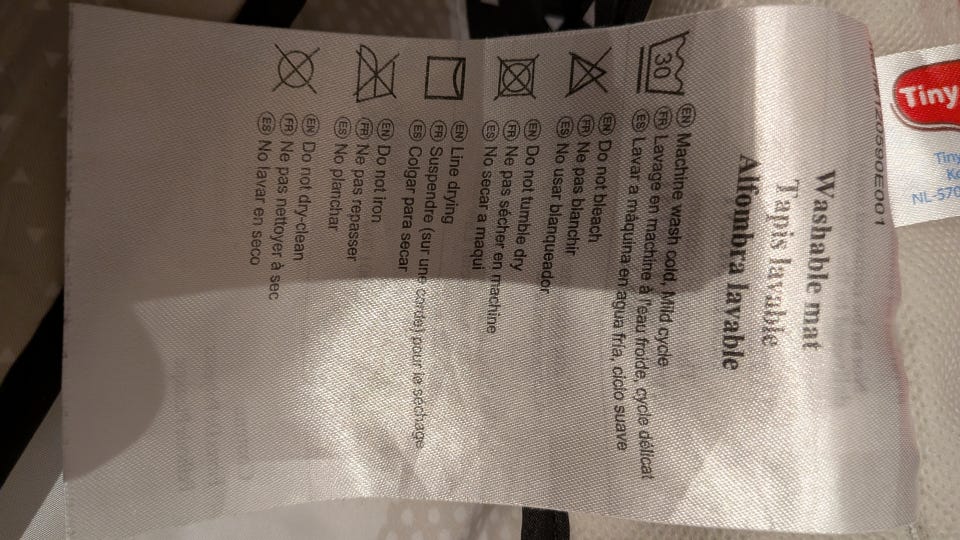 Washable mat
Tapis lavable
Alfombra lavable
30
EN Machine wash cold, Mild cycle
FR Lavage en machine à l'eau froide, cycle délicat
ES Lavar a máquina en agua fría, ciclo suave
EN Do not bleach
FR Ne pas blanchir
ES No usar blanqueador
EN Do not tumble dry
FR Ne pas sécher en machine
ES No secar a maqui
EN Line drying
FR Suspendre (sur une corde) pour le séchage
ES Colgar para secar
EN Do not iron
FR Ne pas repasser
ES No planchar
EN Do not dry-clean
FR Ne pas nettoyer à sec
ES No lavar en seco
Tiny
Tiny
NL-570